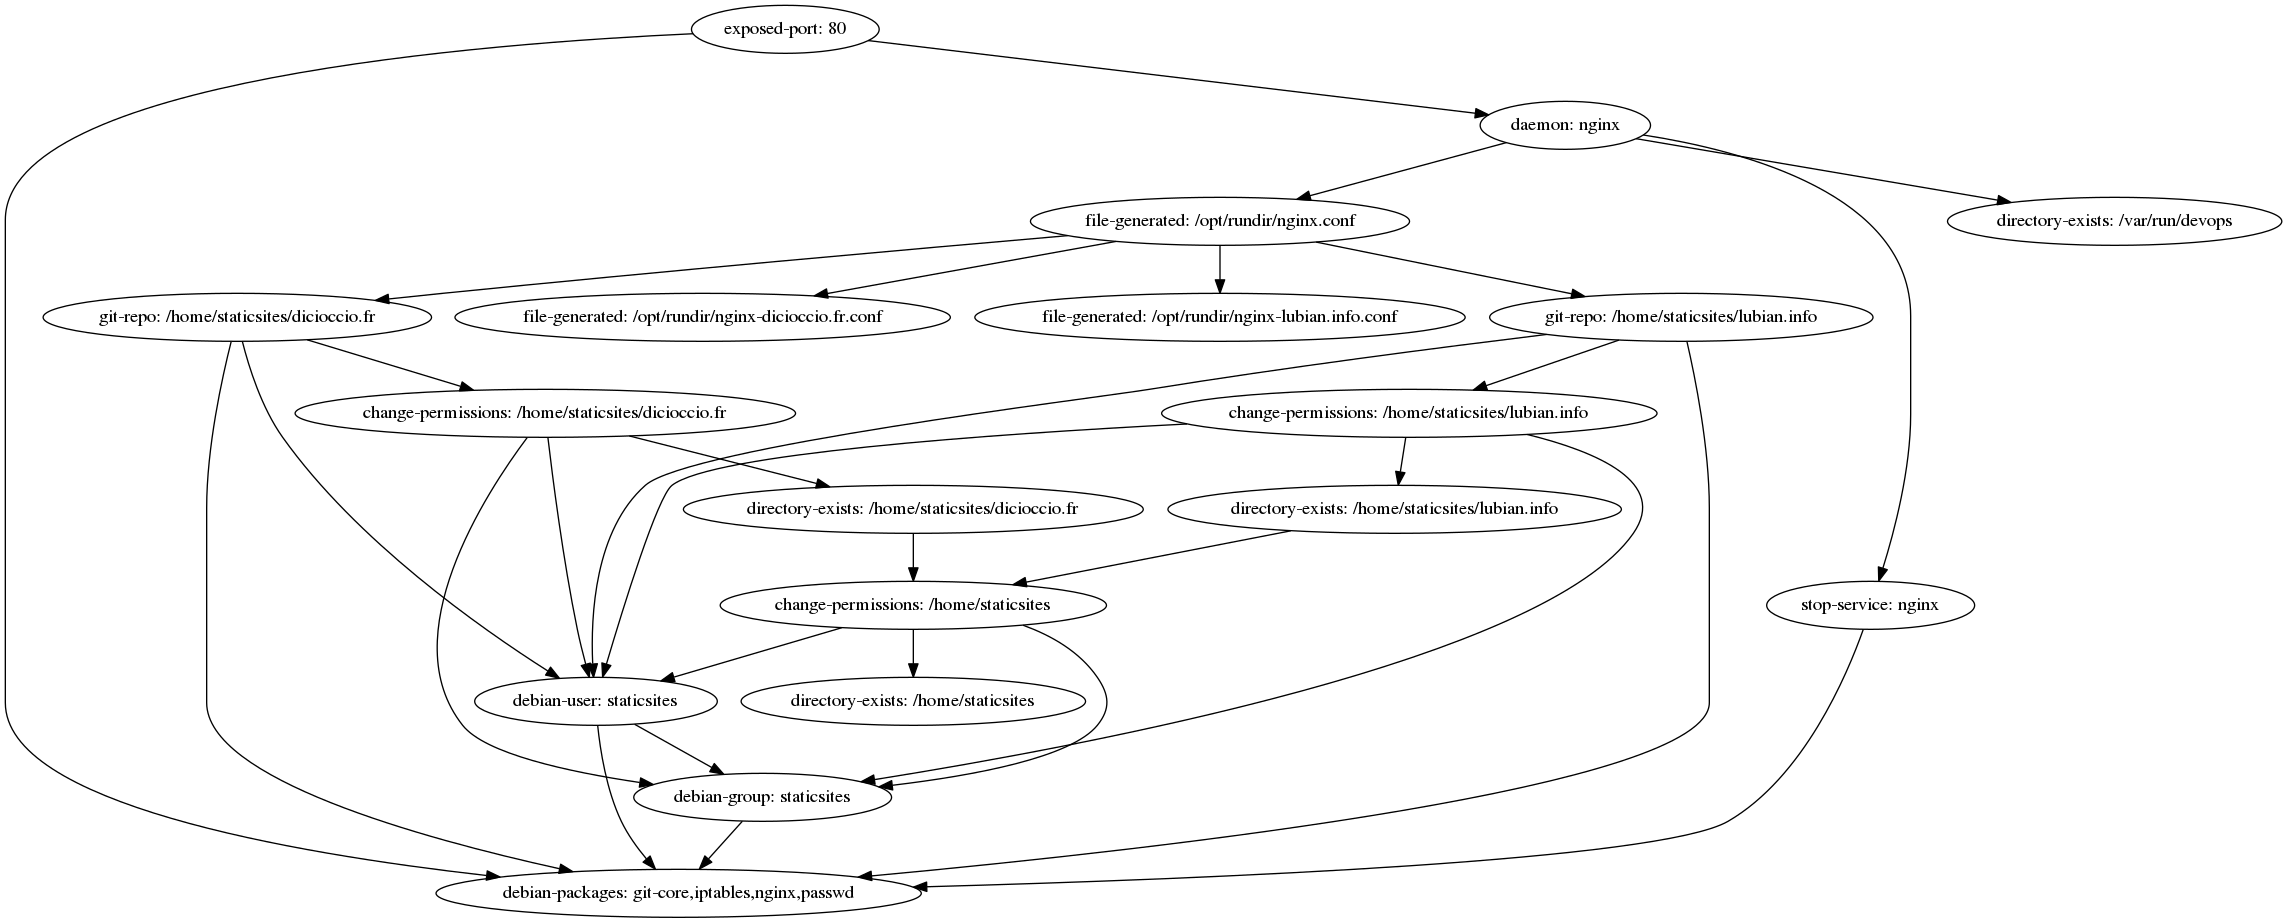 exposed-port: 80
daemon: nginx
file-generated: /opt/rundir/nginx.conf
directory-exists: /var/run/devops
git-repo: /home/staticsites/dicioccio.fr
file-generated: /opt/rundir/nginx-dicioccio.fr.conf
file-generated: /opt/rundir/nginx-lubian.info.conf
git-repo: /home/staticsites/lubian.info
change-permissions: /home/staticsites/dicioccio.fr
change-permissions: /home/staticsites/lubian.info
directory-exists: /home/staticsites/dicioccio.fr
directory-exists: /home/staticsites/lubian.info
change-permissions: /home/staticsites
stop-service: nginx
debian-user: staticsites
directory-exists: /home/staticsites
debian-group: staticsites
debian-packages: git-core,iptables,nginx,passwd